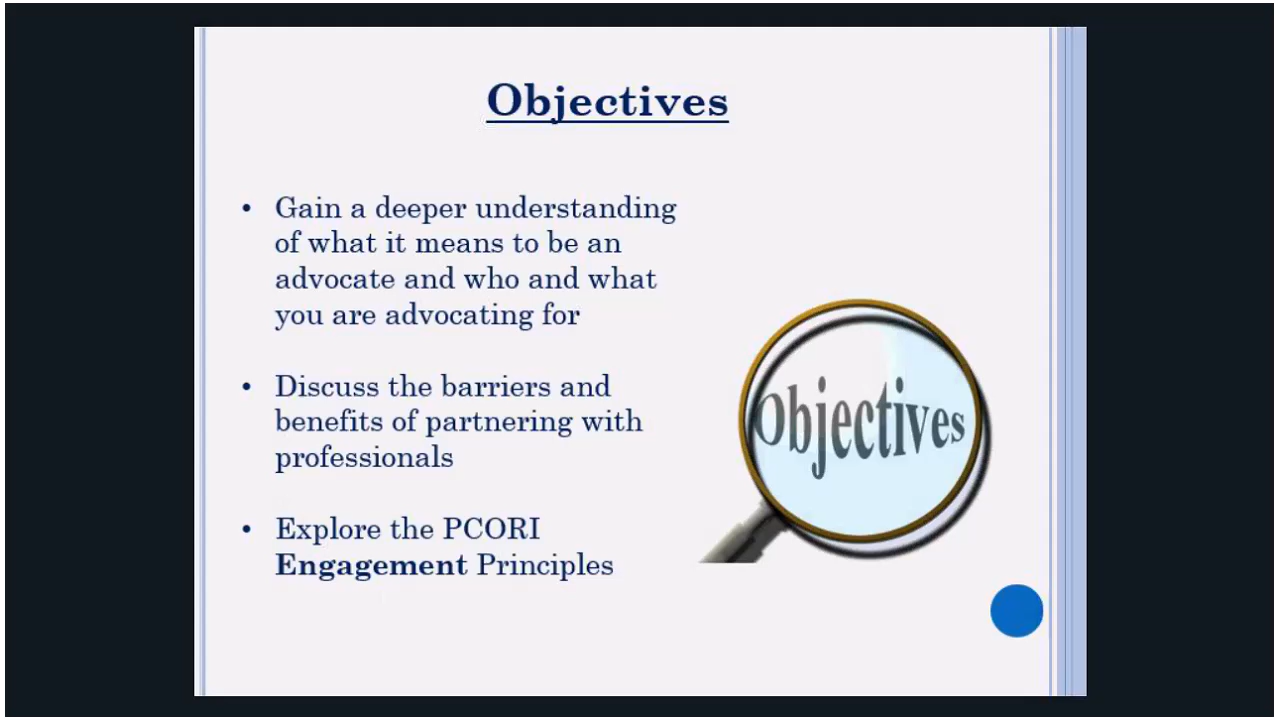 Objectives
• Gain a deeper understanding
of what it means to be an
advocate and who and what
you are advocating for
• Discuss the barriers and
benefits of partnering with
professionals
• Explore the PCORI
Engagement Principles
Objectives